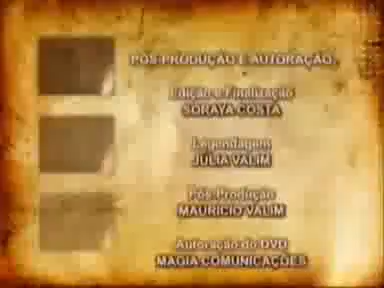 PÓS-PRODUÇÃO E AUTORAÇÃO
Edição e Finalização
SORAYA COSTA
Legendagem
JULIA VALIM
Pós-Produção
MAURICIO VALIM
Autoração do DVD
MAGIA COMUNICAÇÕES